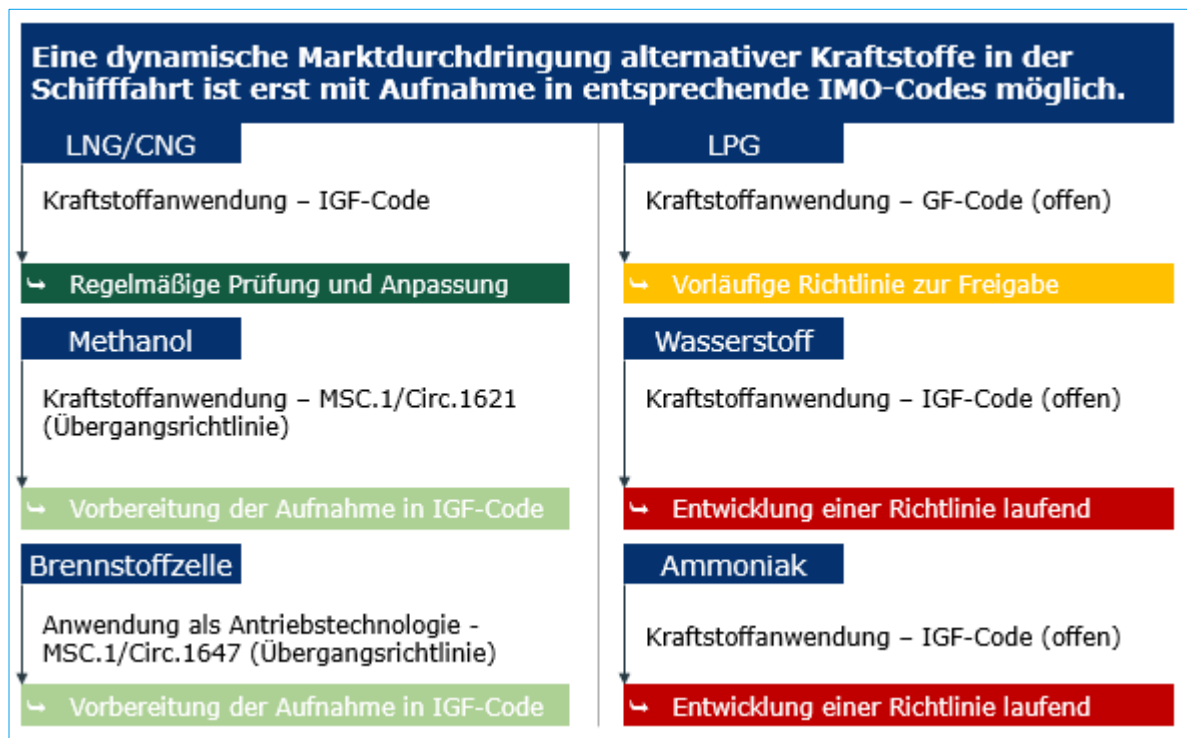 Eine dynamische Marktdurchdringung alternativer Kraftstoffe in der
Schifffahrt ist erst mit Aufnahme in entsprechende IMO-Codes möglich.
LNG/CNG
Kraftstoffanwendung – IGF-Code
↪ Regelmäßige Prüfung und Anpassung
Methanol
Kraftstoffanwendung – MSC.1/Circ.1621
(Übergangsrichtlinie)
↪ Vorbereitung der Aufnahme in IGF-Code
Brennstoffzelle
Anwendung als Antriebstechnologie -
MSC.1/Circ.1647 (Übergangsrichtlinie)
↪ Vorbereitung der Aufnahme in IGF-Code
LPG
Kraftstoffanwendung – GF-Code (offen)
↪ Vorläufige Richtlinie zur Freigabe
Wasserstoff
Kraftstoffanwendung – IGF-Code (offen)
↪ Entwicklung einer Richtlinie laufend
Ammoniak
Kraftstoffanwendung – IGF-Code (offen)
↪ Entwicklung einer Richtlinie laufend